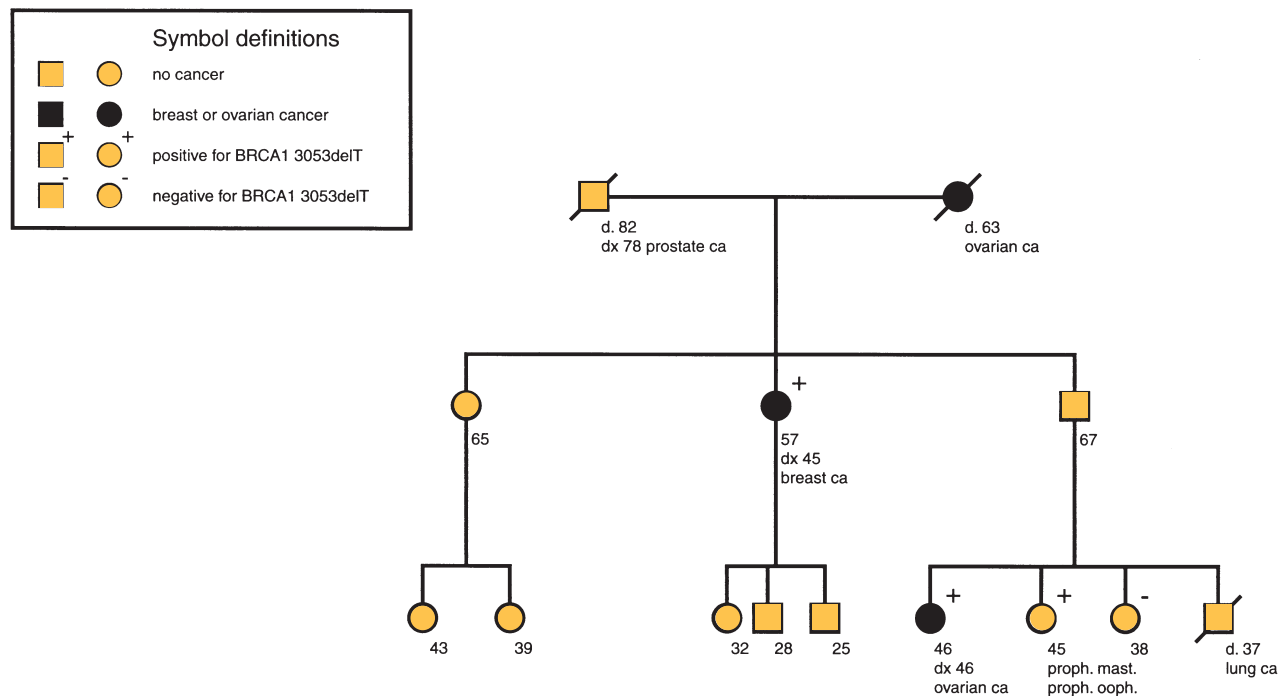 Symbol definitions
no cancer
breast or ovarian cancer
+ +
positive for BRCA1 3053delT
- -
negative for BRCA1 3053delT
d. 82
dx 78 prostate ca
d. 63
ovarian ca
65
+
57
dx 45
breast ca
67
43
39
32
28
25
+
46
dx 46
ovarian ca
+
45
proph. mast.
proph. ooph.
-
38
d. 37
lung ca